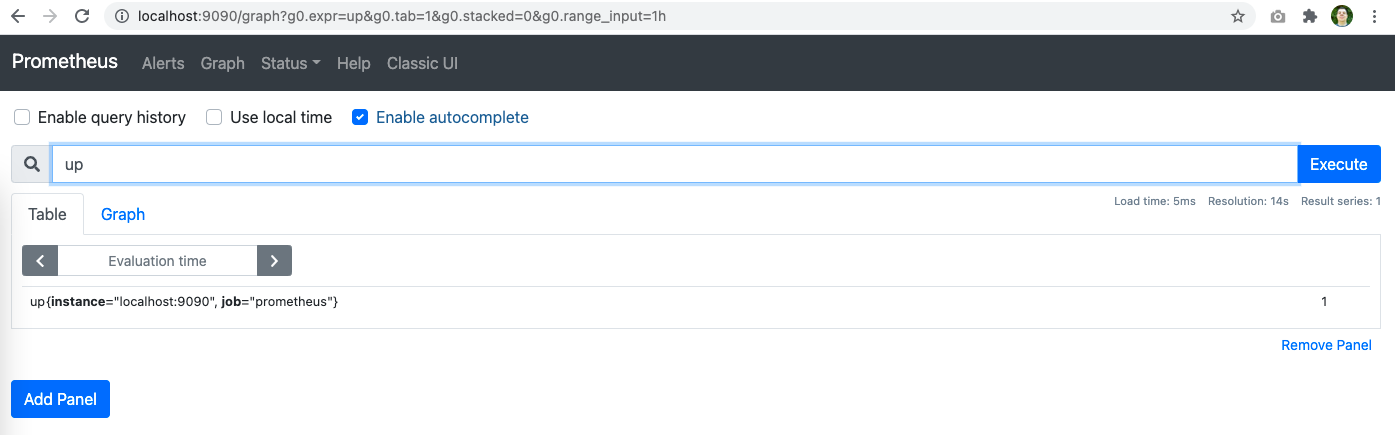 localhost:9090/graph?g0.expr=up&g0.tab=1&g0.stacked=0&g0.range_input=1h
Prometheus Alerts Graph Status Help Classic UI
Enable query history Use local time Enable autocomplete
up Execute
Table Graph Load time: 5ms Resolution: 14s Result series: 1
Evaluation time
up{instance="localhost:9090", job="prometheus"} 1
Remove Panel
Add Panel